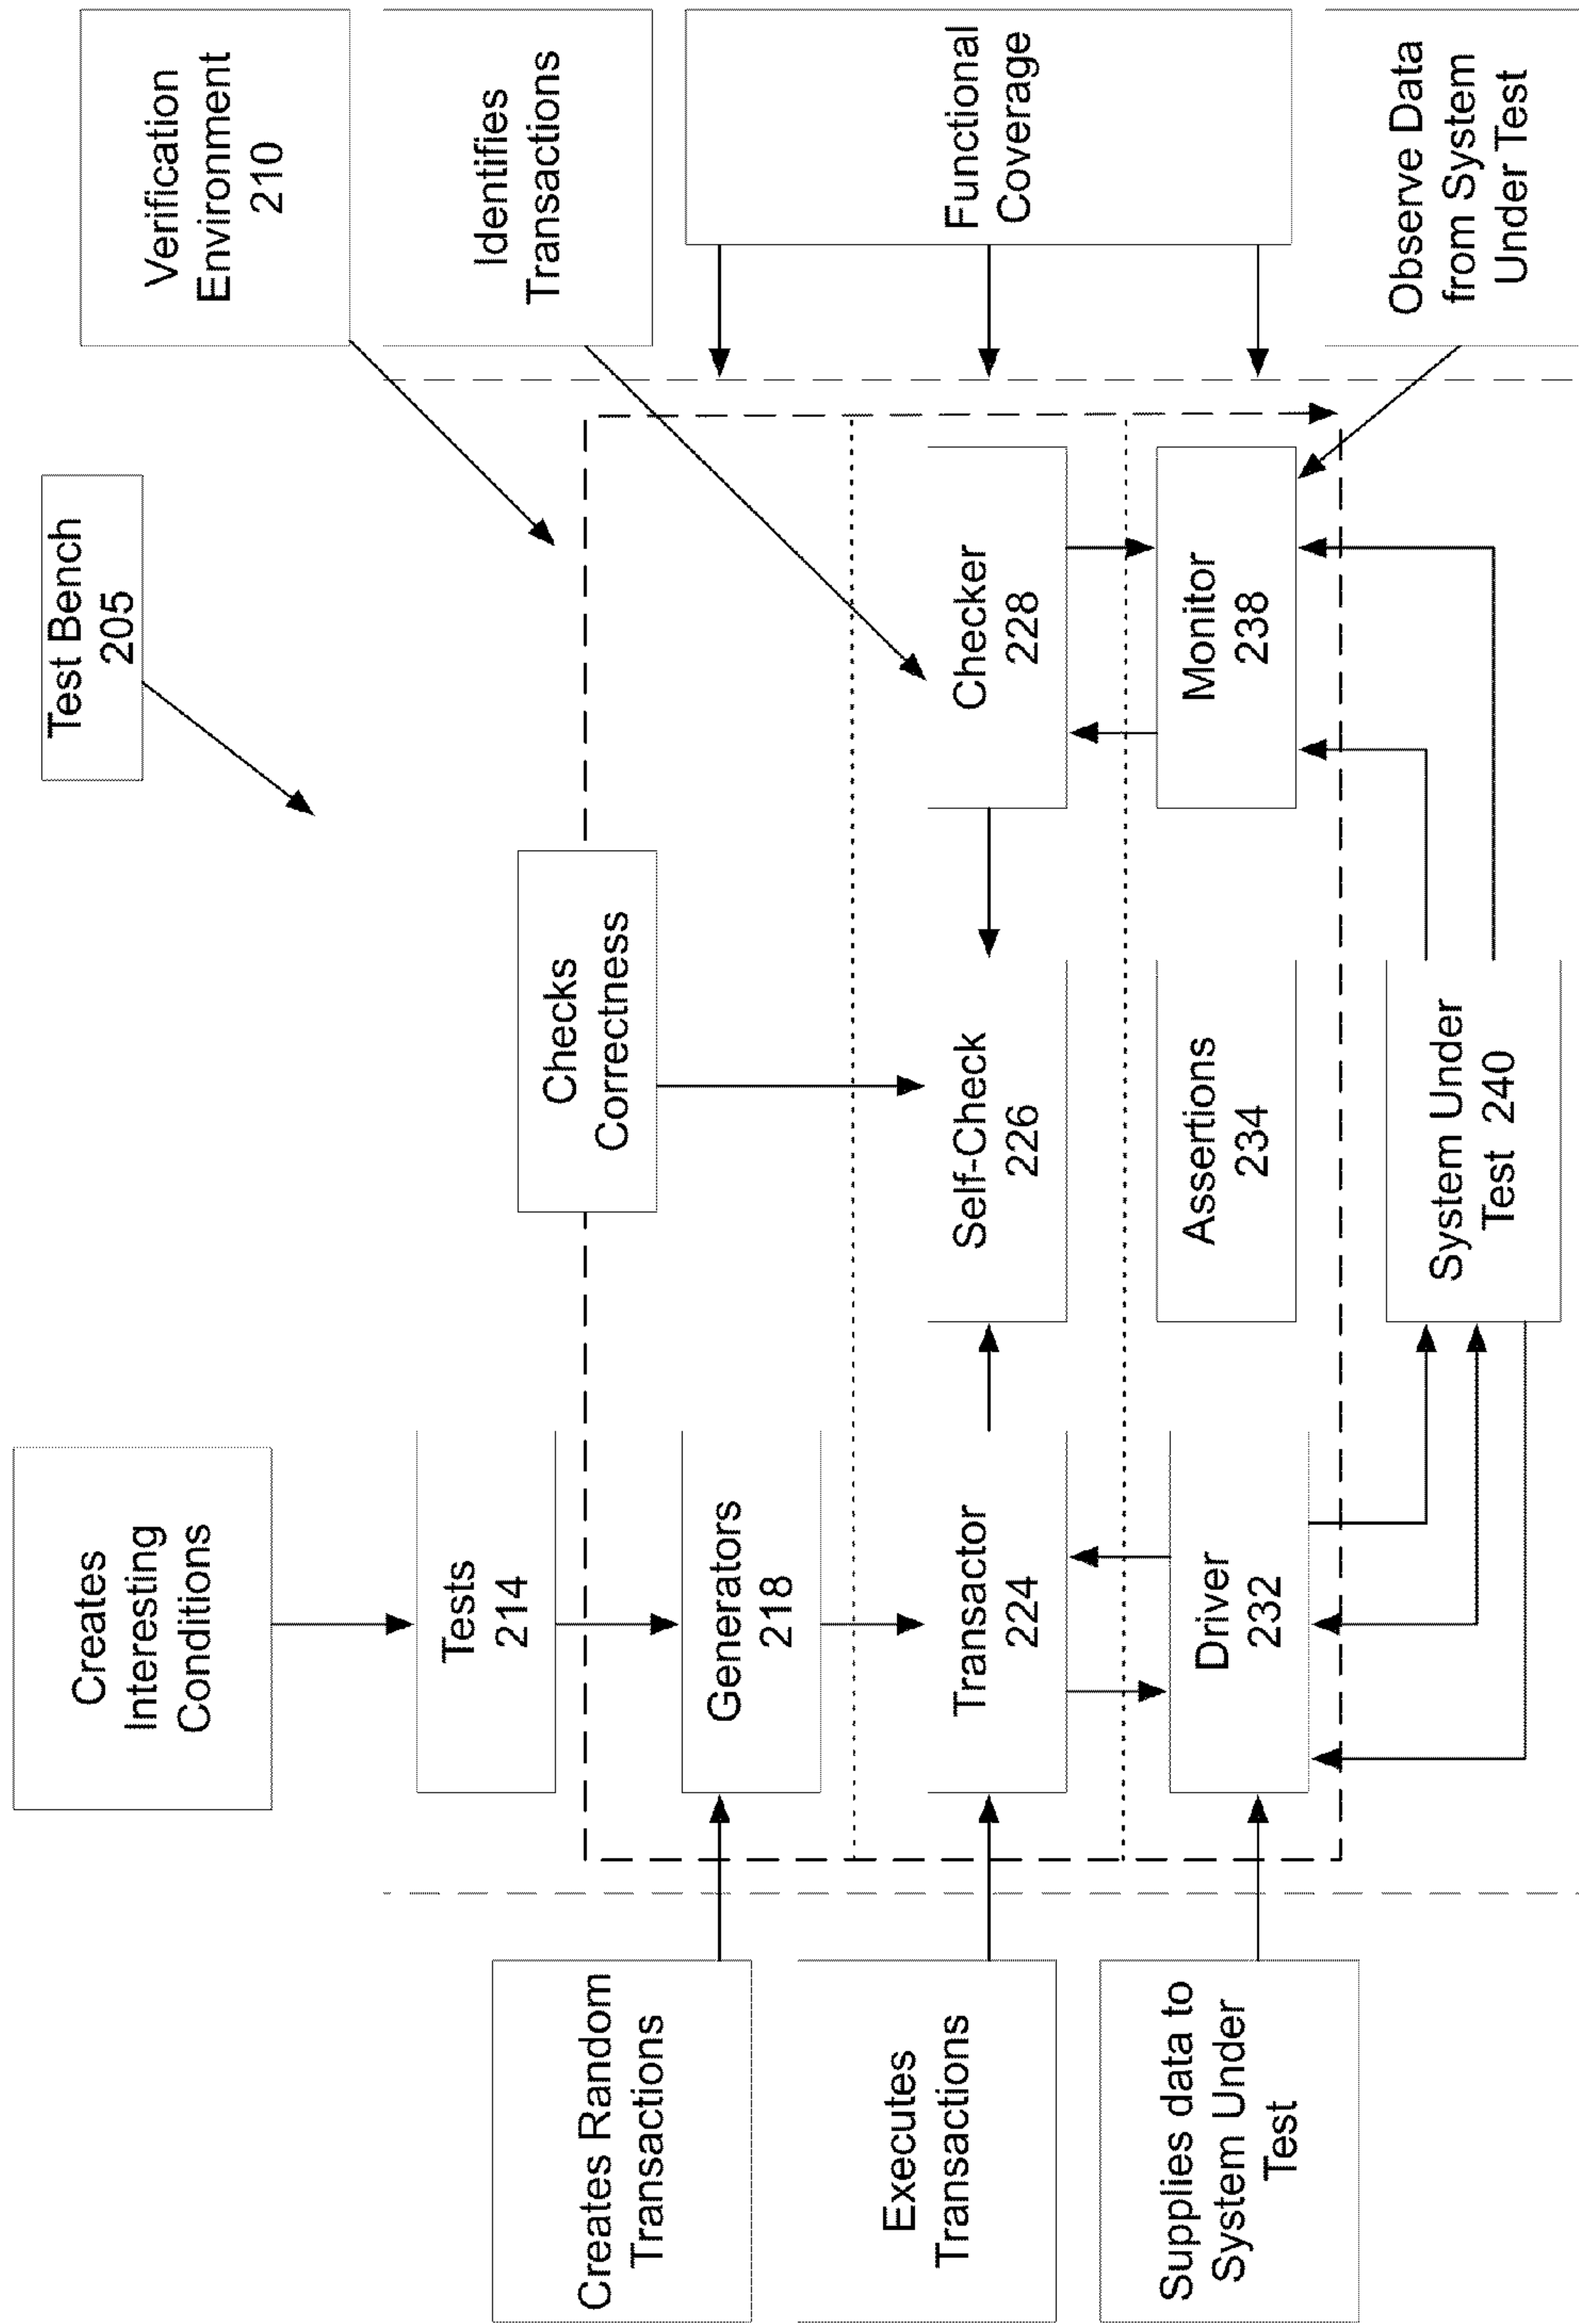 Test Bench
205
Verification
Environment
210
Creates
Interesting
Conditions
Identifies
Transactions
Tests
214
Checks
Correctness
Creates Random
Transactions
Generators
218
Functional
Coverage
Executes
Transactions
Transactor
224
Self-Check
226
Checker
228
Supplies data to
System Under
Test
Driver
232
Assertions
234
Monitor
238
System Under
Test 240
Observe Data
from System
Under Test